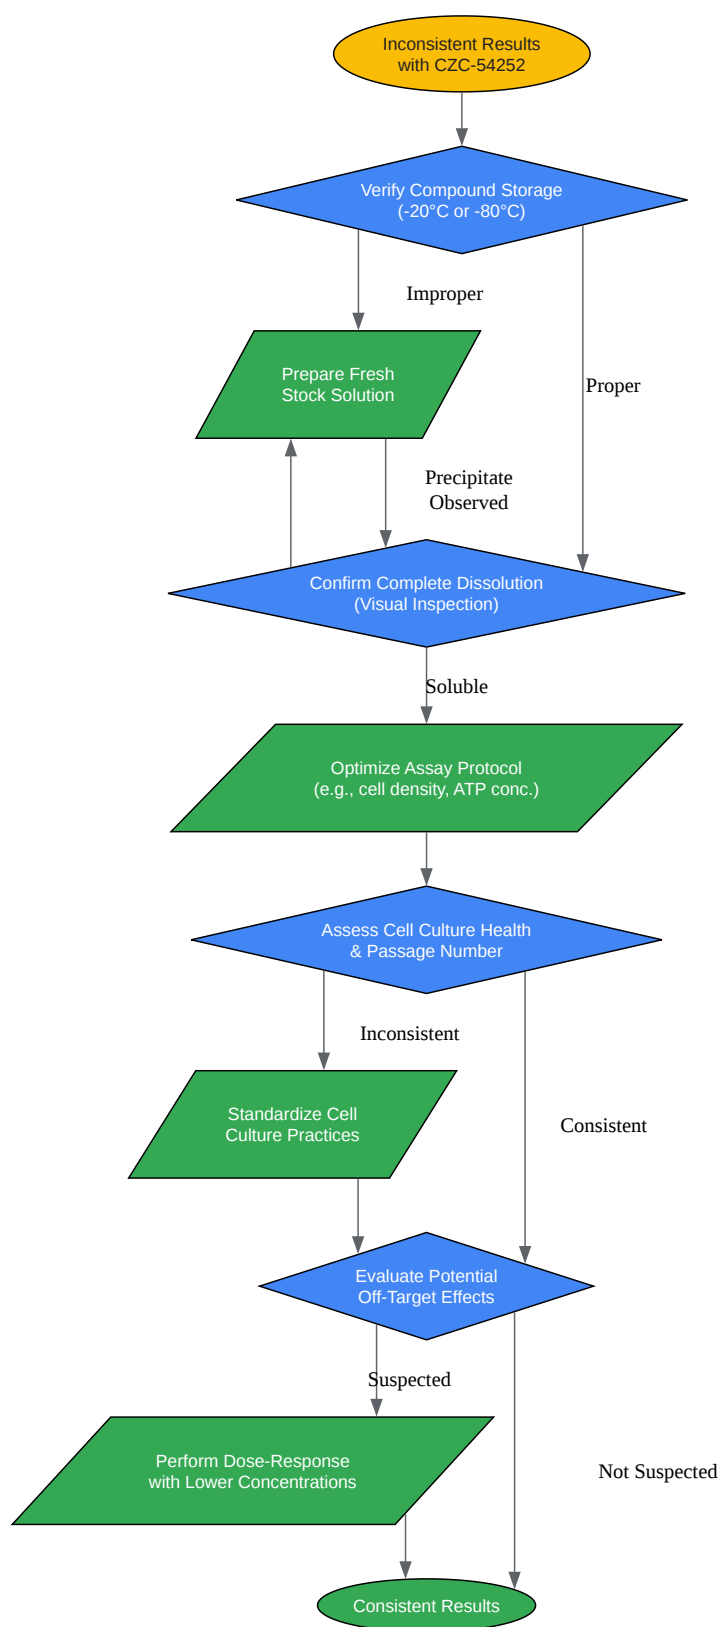 Inconsistent Results
with CZC-54252
Verify Compound Storage
(-20°C or -80°C)
Improper
Prepare Fresh
Stock Solution
Proper
Precipitate
Observed
Confirm Complete Dissolution
(Visual Inspection)
Soluble
Optimize Assay Protocol
(e.g., cell density, ATP conc.)
Assess Cell Culture Health
& Passage Number
Inconsistent
Standardize Cell
Culture Practices
Consistent
Evaluate Potential
Off-Target Effects
Suspected
Perform Dose-Response
with Lower Concentrations
Not Suspected
Consistent Results